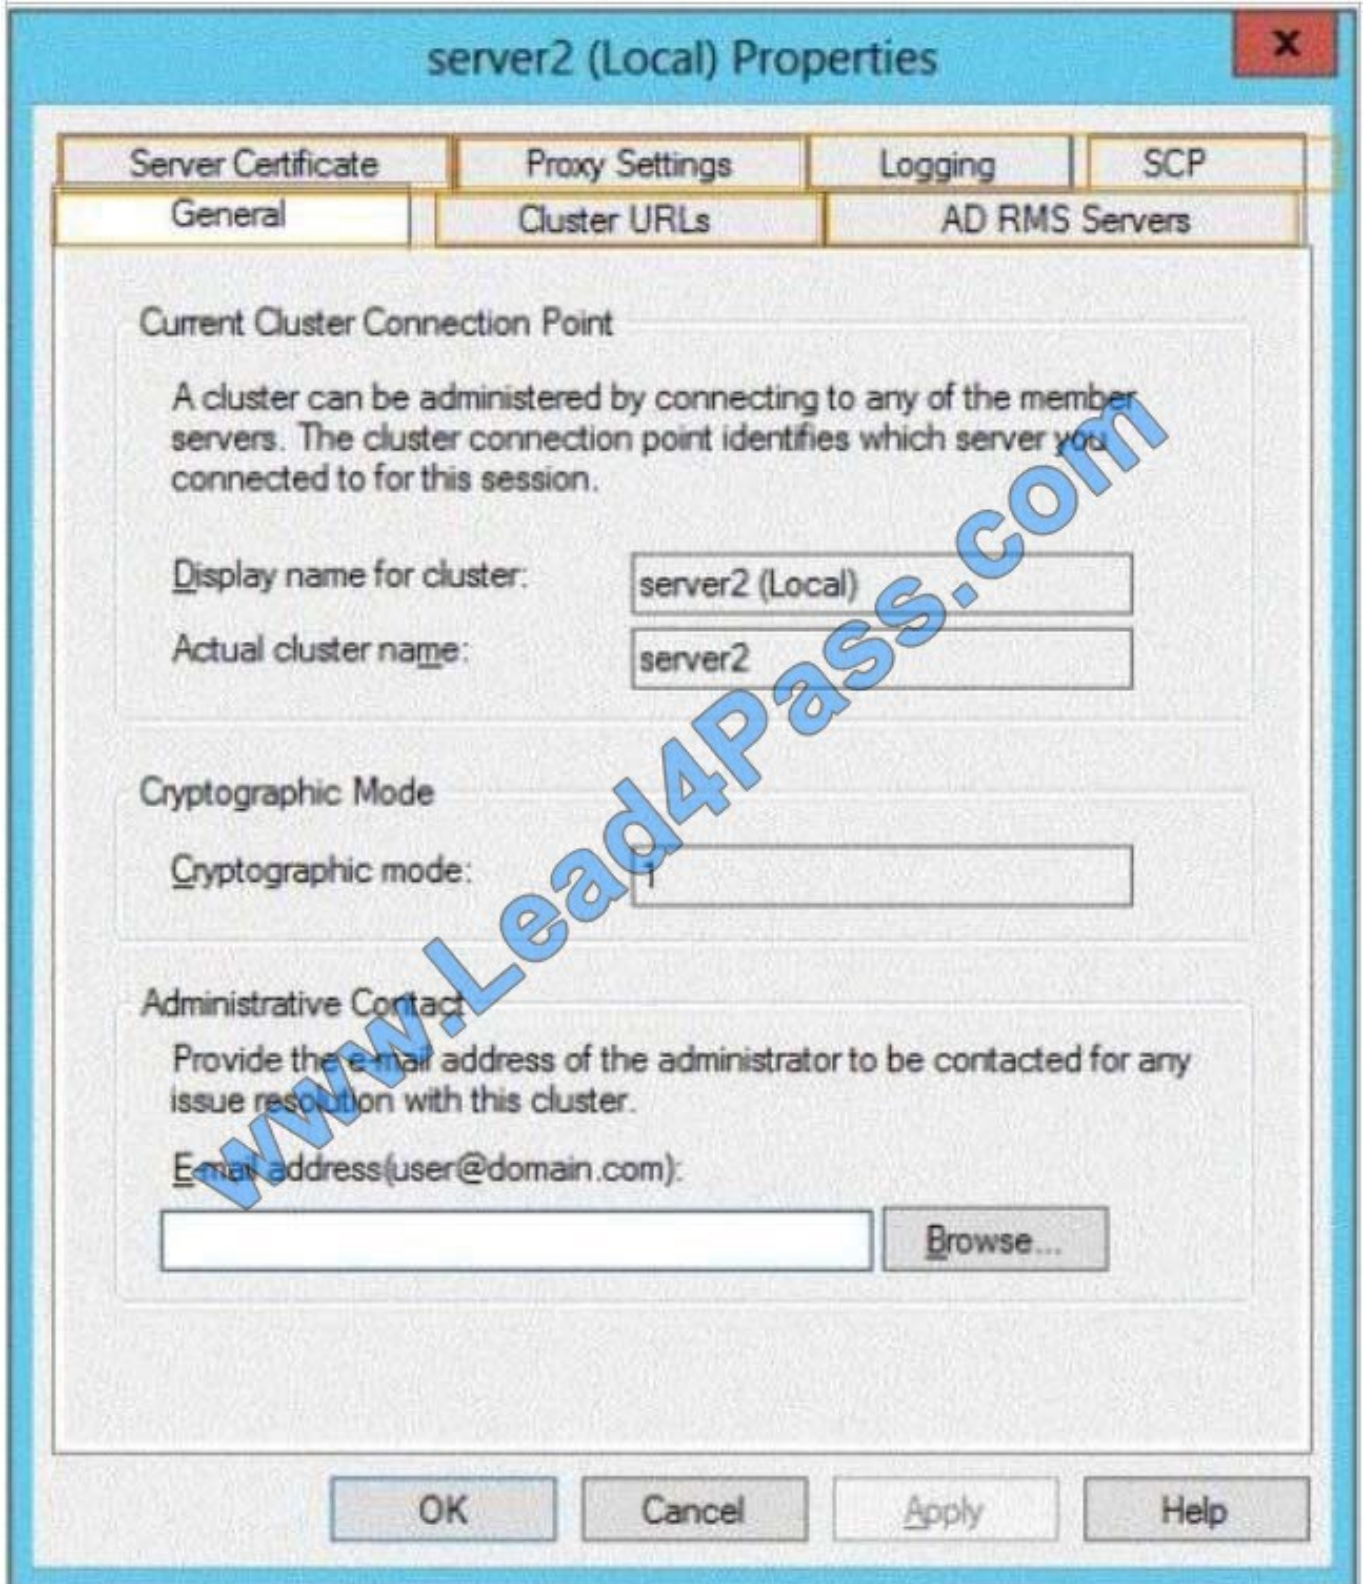 server2 (Local) Properties
x
Server Certificate
Proxy Settings
Logging
SCP
General
Cluster URLs
AD RMS Servers
Current Cluster Connection Point
A cluster can be administered by connecting to any of the member
servers. The cluster connection point identifies which server you
connected to for this session.
Display name for cluster:
server2 (Local)
Actual cluster name:
server2
Cryptographic Mode
Cryptographic mode:
1
Administrative Contact
Provide the e-mail address of the administrator to be contacted for any
issue resolution with this cluster.
E-mail address(user@domain.com):
Browse...
OK
Cancel
Apply
Help
www.Lead4Pass.com